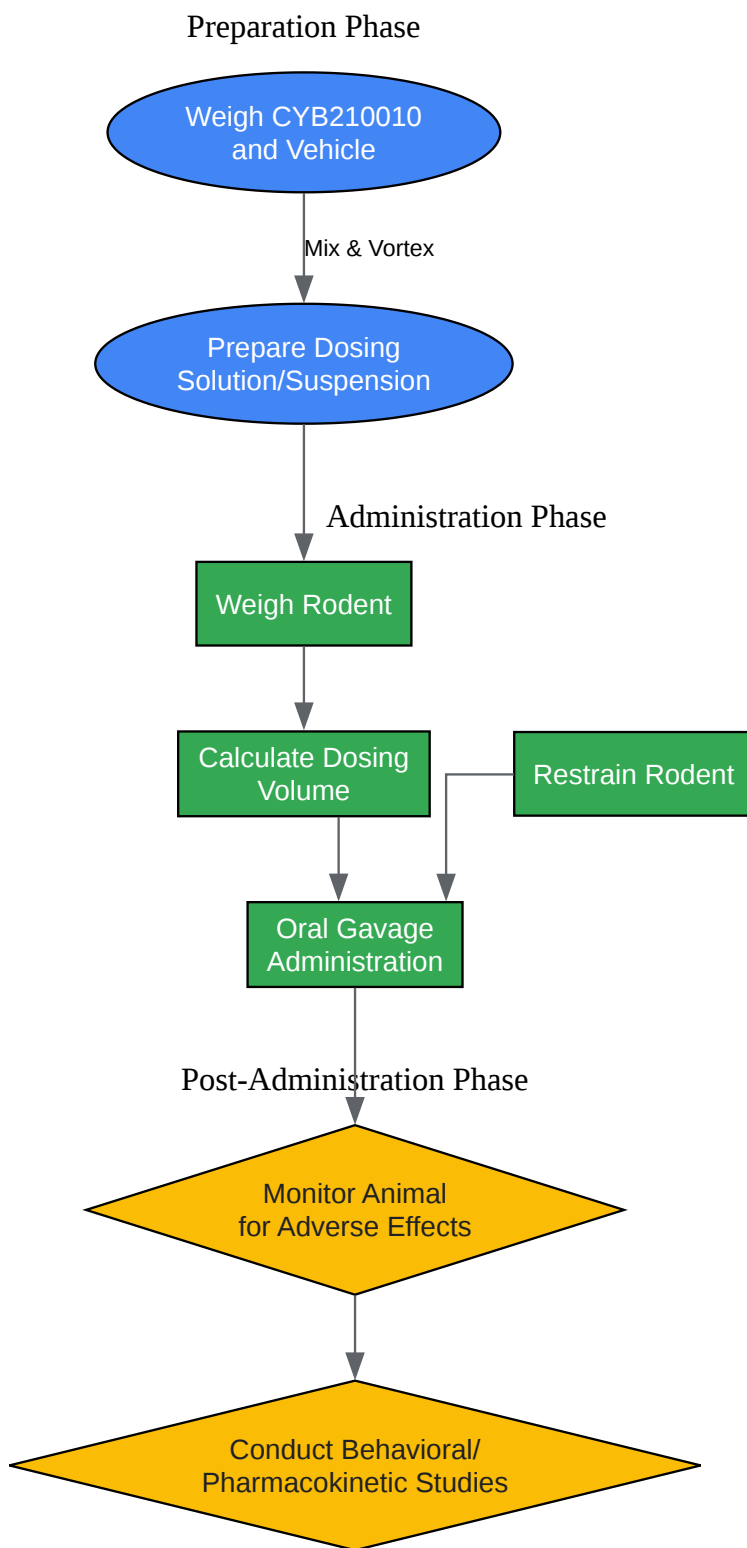 Preparation Phase
Weigh CYB210010
and Vehicle
Mix & Vortex
Prepare Dosing
Solution/Suspension
Administration Phase
Weigh Rodent
Calculate Dosing
Volume
Restrain Rodent
Oral Gavage
Administration
Post-Administration Phase
Monitor Animal
for Adverse Effects
Conduct Behavioral/
Pharmacokinetic Studies